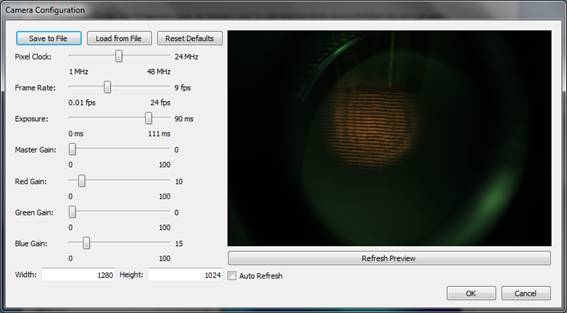 Camera Configuration
Save to File Load from File Reset Defaults
Pixel Clock: 24 MHz
1 MHz 48 MHz
Frame Rate: 9 fps
0.01 fps 24 fps
Exposure: 90 ms
0 ms 111 ms
Master Gain: 0
0 100
Red Gain: 10
0 100
Green Gain: 0
0 100
Blue Gain: 15
0 100
Width: 1280 Height: 1024
Refresh Preview
Auto Refresh
OK Cancel